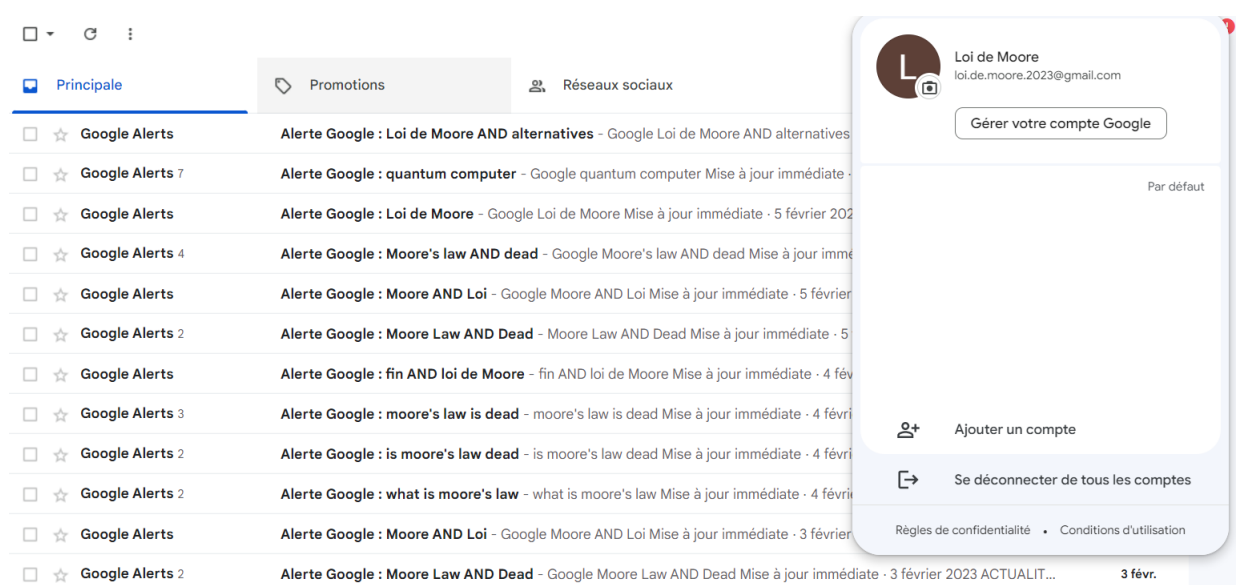 Principale Promotions Réseaux sociaux
Google Alerts Alerte Google : Loi de Moore AND alternatives - Google Loi de Moore AND alternatives
Google Alerts 7 Alerte Google : quantum computer - Google quantum computer Mise à jour immédiate ·
Google Alerts Alerte Google : Loi de Moore - Google Loi de Moore Mise à jour immédiate · 5 février 202
Google Alerts 4 Alerte Google : Moore's law AND dead - Google Moore's law AND dead Mise à jour immé
Google Alerts Alerte Google : Moore AND Loi - Google Moore AND Loi Mise à jour immédiate · 5 février
Google Alerts 2 Alerte Google : Moore Law AND Dead - Moore Law AND Dead Mise à jour immédiate · 5
Google Alerts Alerte Google : fin AND loi de Moore - fin AND loi de Moore Mise à jour immédiate · 4 fév
Google Alerts 3 Alerte Google : moore's law is dead - moore's law is dead Mise à jour immédiate · 4 févri
Google Alerts 2 Alerte Google : is moore's law dead - is moore's law dead Mise à jour immédiate · 4 févri
Google Alerts 2 Alerte Google : what is moore's law - what is moore's law Mise à jour immédiate · 4 févri
Google Alerts Alerte Google : Moore AND Loi - Google Moore AND Loi Mise à jour immédiate · 3 février
Google Alerts 2 Alerte Google : Moore Law AND Dead - Google Moore Law AND Dead Mise à jour immédiate · 3 février 2023 ACTUALIT... 3 févr.
L
Loi de Moore
loi.de.moore.2023@gmail.com
Gérer votre compte Google
Par défaut
Ajouter un compte
Se déconnecter de tous les comptes
Règles de confidentialité • Conditions d'utilisation